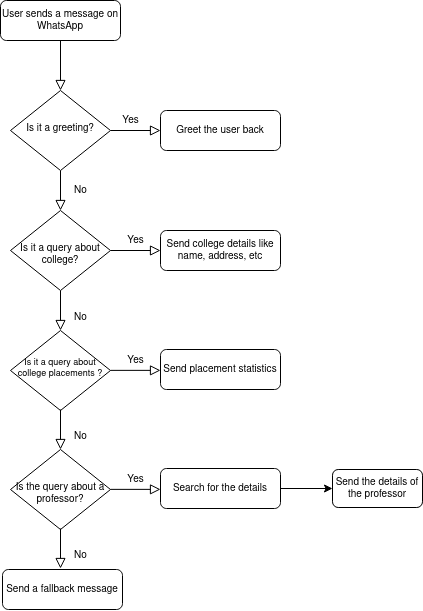 User sends a message on
WhatsApp
Is it a greeting?
Yes
Greet the user back
No
Is it a query about
college?
Yes
Send college details like
name, address, etc
No
Is it a query about
college placements ?
Yes
Send placement statistics
No
Is the query about a
professor?
Yes
Search for the details
Send the details of
the professor
No
Send a fallback message